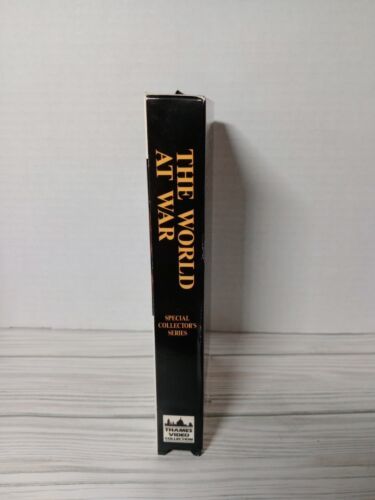 THE WORLD
AT WAR
SPECIAL
COLLECTOR'S
SERIES
THAMES
VIDEO
COLLECTION